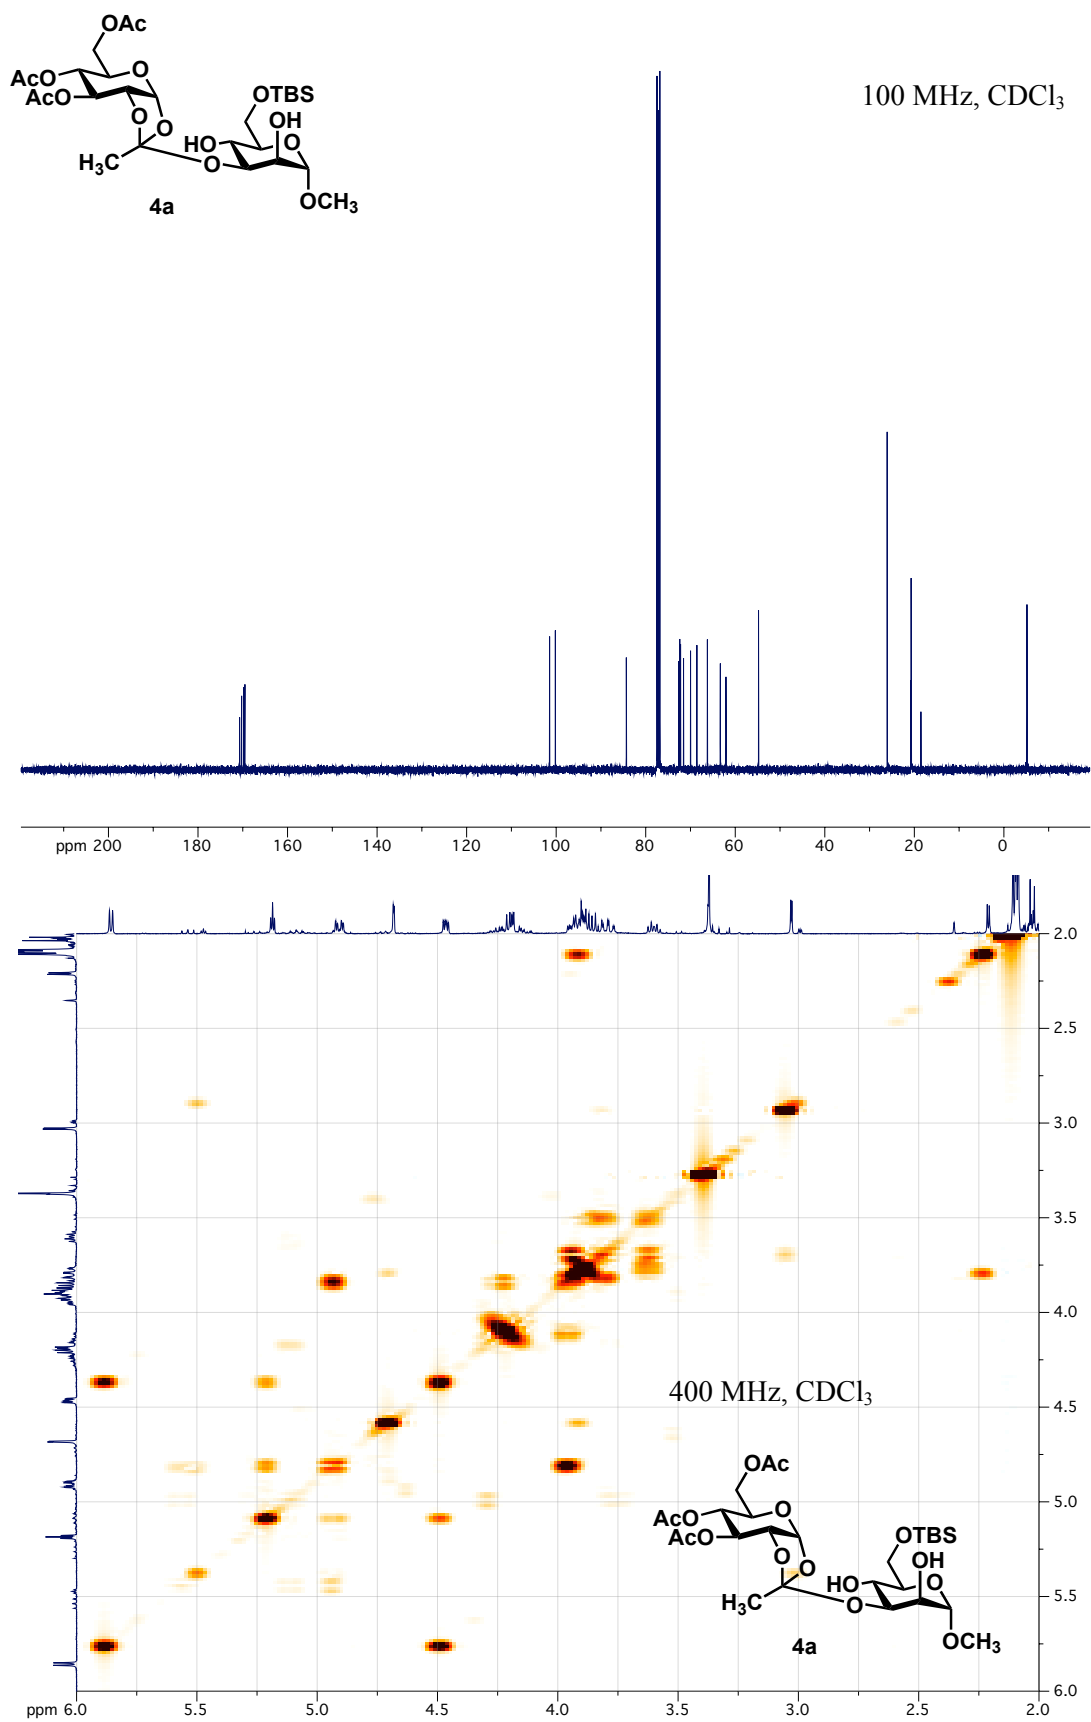 OAc
O
AcO
AcO
O
O
OTBS
OH
HO
O
H3C
O
OCH3
4a
100 MHz, CDCl3
ppm 200 180 160 140 120 100 80 60 40 20 0
2.0
2.5
3.0
3.5
4.0
400 MHz, CDCl3
4.5
OAc
5.0
O
AcO
AcO
O
O
OTBS
OH
HO
O
5.5
H3C
O
OCH3
4a
6.0
ppm 6.0 5.5 5.0 4.5 4.0 3.5 3.0 2.5 2.0